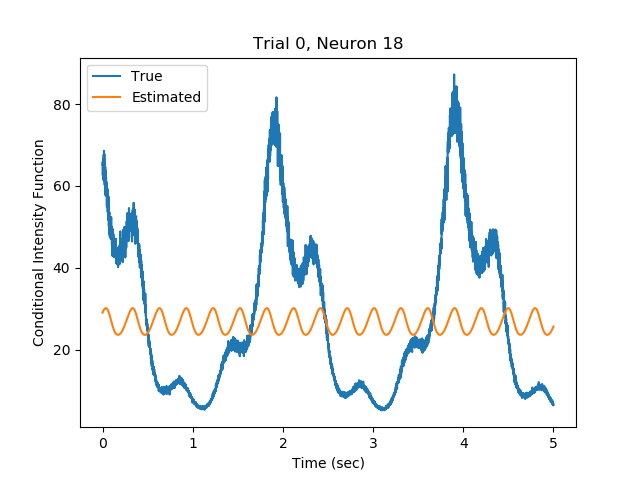 Trial 0, Neuron 18
True
Estimated
Conditional Intensity Function
80
60
40
20
0 1 2 3 4 5
Time (sec)